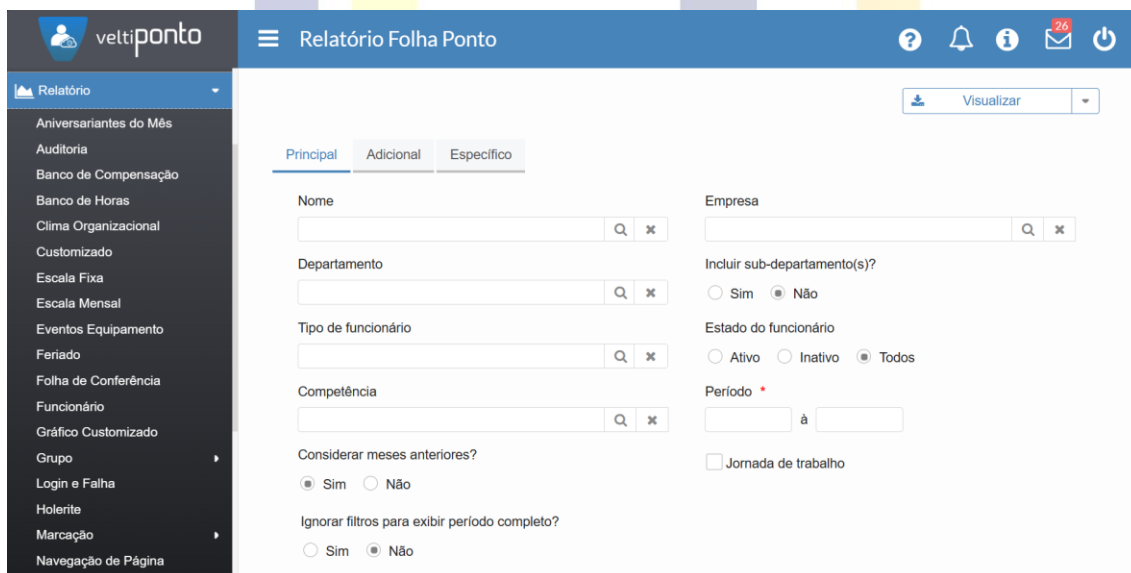 veltiponto
Relatório Folha Ponto
26
Relatório
Aniversariantes do Mês
Auditoria
Banco de Compensação
Banco de Horas
Clima Organizacional
Customizado
Escala Fixa
Escala Mensal
Eventos Equipamento
Feriado
Folha de Conferência
Funcionário
Gráfico Customizado
Grupo
Login e Falha
Holerite
Marcação
Navegação de Página
Visualizar
Principal Adicional Específico
Nome
Empresa
Departamento
Incluir sub-departamento(s)?
Sim Não
Tipo de funcionário
Estado do funcionário
Ativo Inativo Todos
Competência
Período *
à
Considerar meses anteriores?
Sim Não
Jornada de trabalho
Ignorar filtros para exibir período completo?
Sim Não